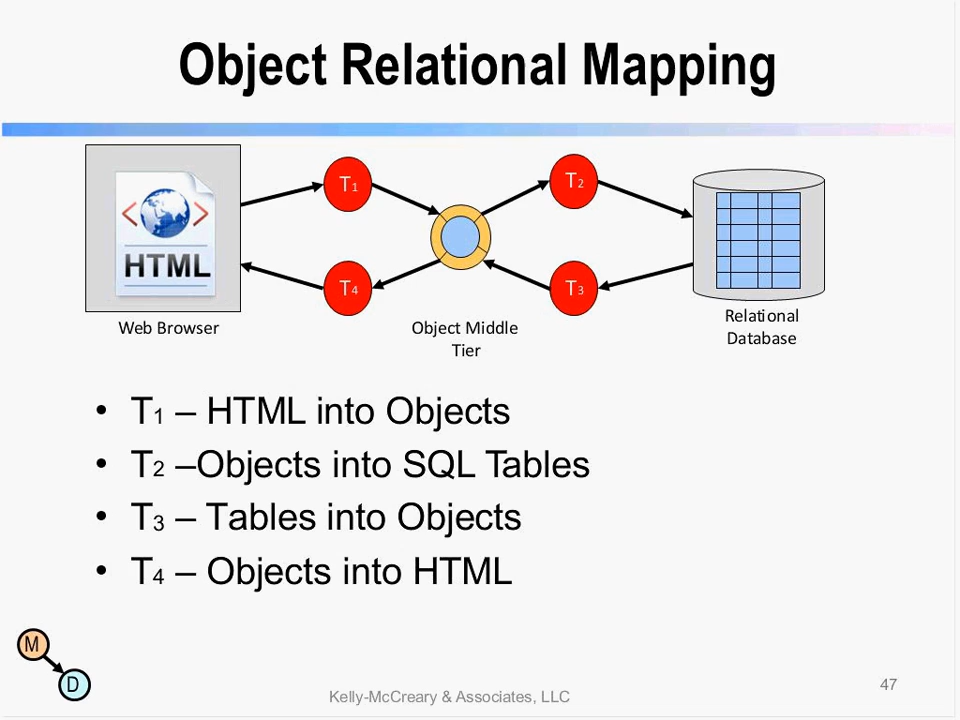 Object Relational Mapping
T1
T2
HTML
T4
T3
Web Browser
Object Middle
Tier
Relational
Database
• T1 – HTML into Objects
• T2 –Objects into SQL Tables
• T3 – Tables into Objects
• T4 – Objects into HTML
M
D
Kelly-McCreary & Associates, LLC
47